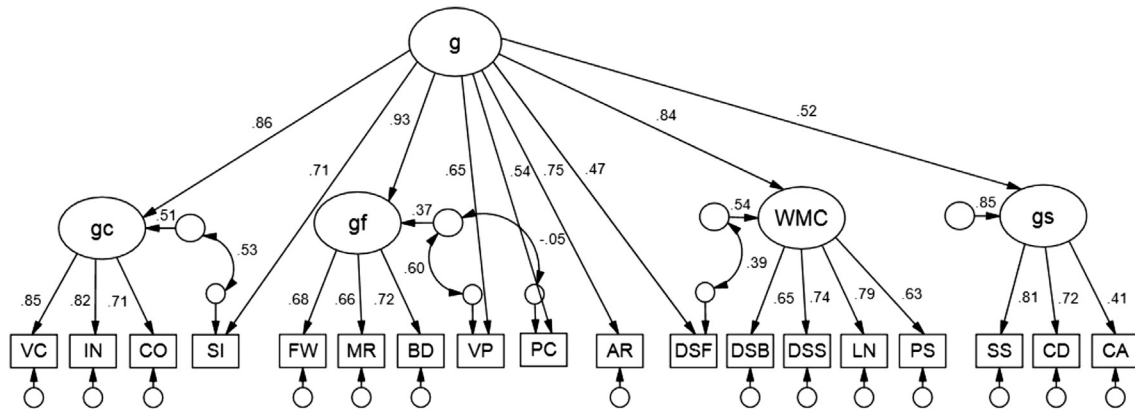 g
.86
.93
.84
.52
.71
.65
.54
.75
.47
gc
.51
.53
gf
.37
.60
-.05
.54
WMC
.39
.85
gs
.85
.82
.71
.68
.66
.72
.65
.74
.79
.63
.81
.72
.41
VC
IN
CO
SI
FW
MR
BD
VP
PC
AR
DSF
DSB
DSS
LN
PS
SS
CD
CA